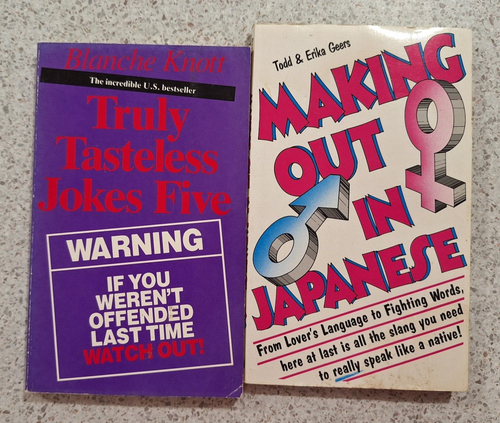 Blanche Knott
The incredible U.S. bestseller
Truly
Tasteless
Jokes Five
WARNING
IF YOU
WEREN'T
OFFENDED
LAST TIME
WATCH OUT!
Todd & Erika Geers
MAKING
OUT
IN
JAPANESE
From Lover's Language to Fighting Words,
here at last is all the slang you need
to really speak like a native!